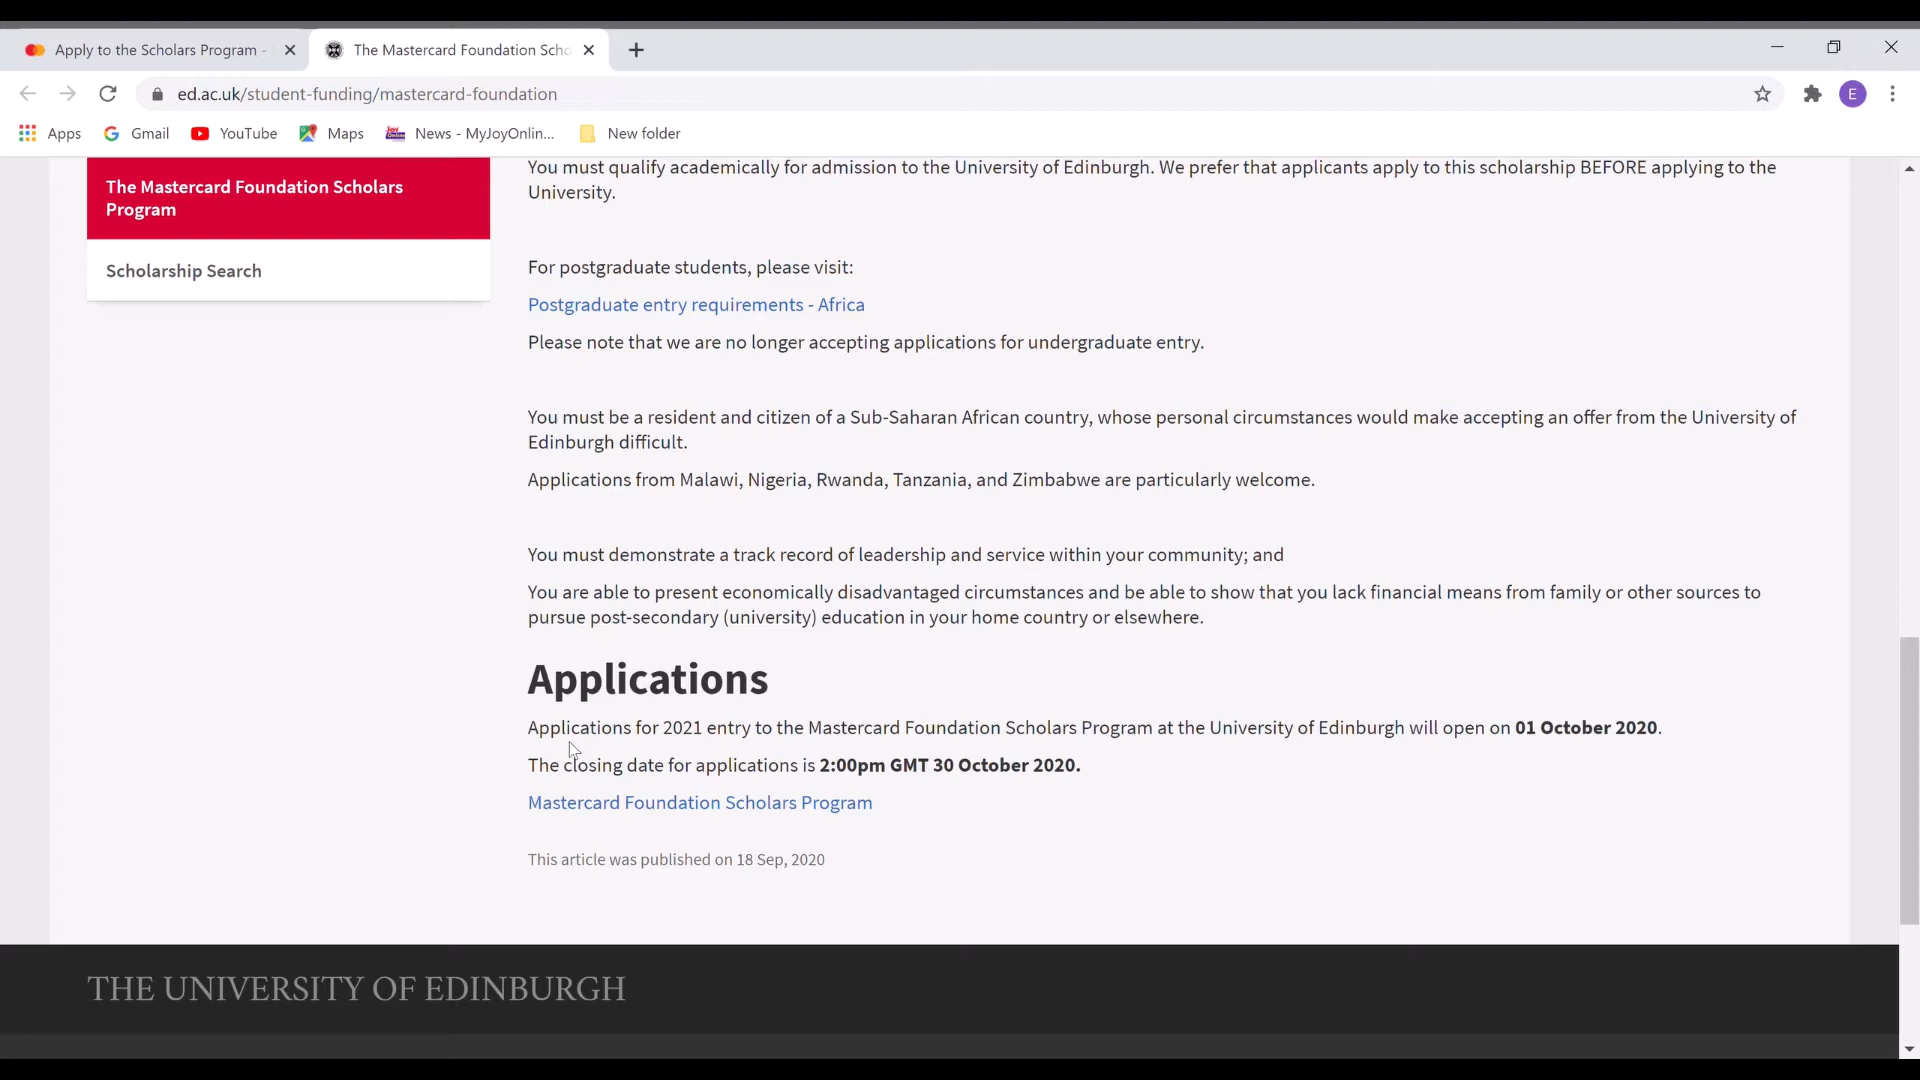 Apply to the Scholars Program -
The Mastercard Foundation Scho
ed.ac.uk/student-funding/mastercard-foundation
E
Apps
Gmail
YouTube
Maps
News - MyJoyOnlin...
New folder
The Mastercard Foundation Scholars
Program
Scholarship Search
You must qualify academically for admission to the University of Edinburgh. We prefer that applicants apply to this scholarship BEFORE applying to the
University.
For postgraduate students, please visit:
Postgraduate entry requirements - Africa
Please note that we are no longer accepting applications for undergraduate entry.
You must be a resident and citizen of a Sub-Saharan African country, whose personal circumstances would make accepting an offer from the University of
Edinburgh difficult.
Applications from Malawi, Nigeria, Rwanda, Tanzania, and Zimbabwe are particularly welcome.
You must demonstrate a track record of leadership and service within your community; and
You are able to present economically disadvantaged circumstances and be able to show that you lack financial means from family or other sources to
pursue post-secondary (university) education in your home country or elsewhere.
Applications
Applications for 2021 entry to the Mastercard Foundation Scholars Program at the University of Edinburgh will open on 01 October 2020.
The closing date for applications is 2:00pm GMT 30 October 2020.
Mastercard Foundation Scholars Program
This article was published on 18 Sep, 2020
THE UNIVERSITY OF EDINBURGH